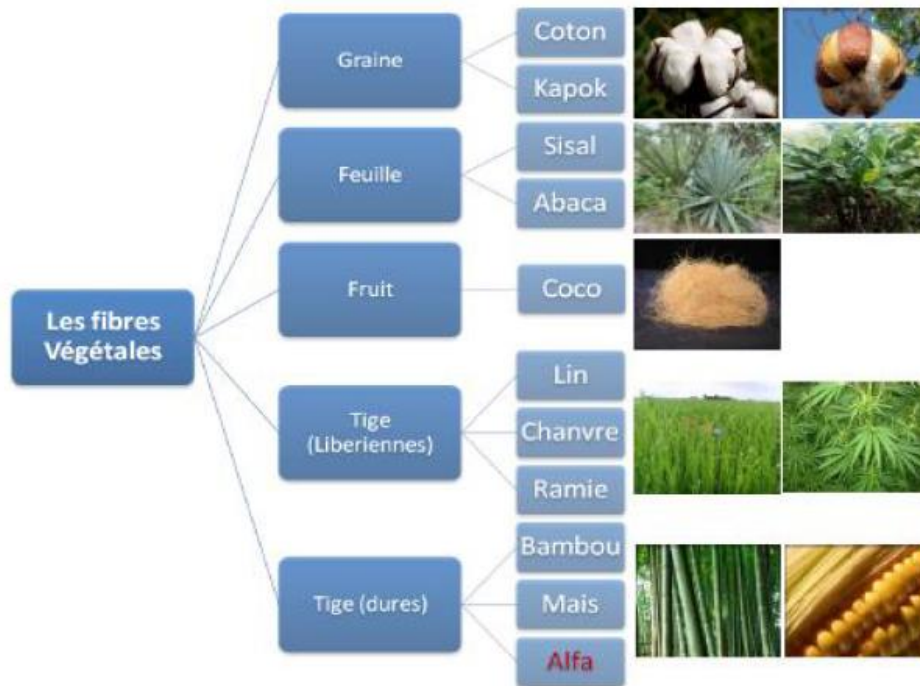 Les fibres
Végétales
Graine
Coton
Kapok
Feuille
Sisal
Abaca
Fruit
Coco
Tige
(Liberiennes)
Lin
Chanvre
Ramie
Tige (dures)
Bambou
Mais
Alfa